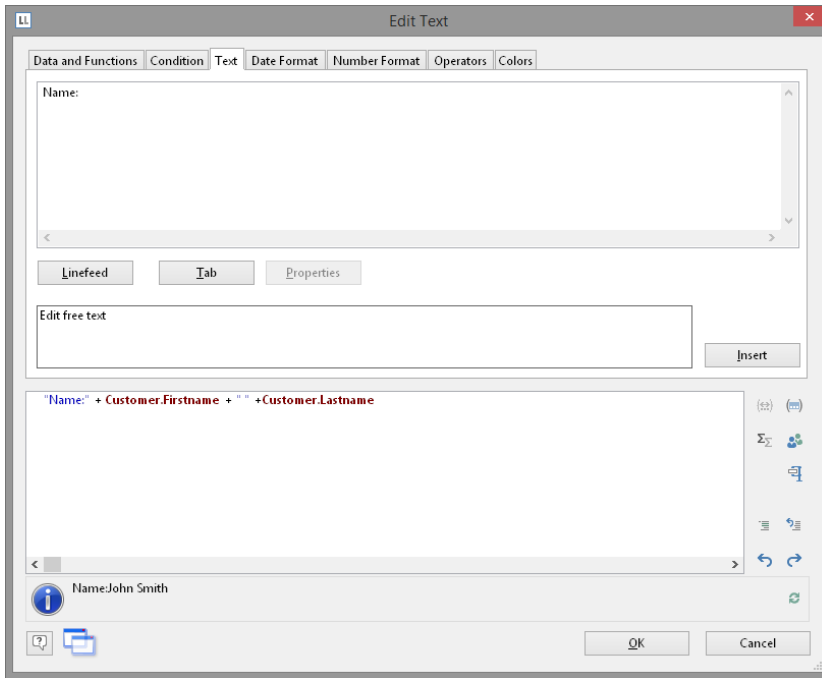 LL Edit Text
Data and Functions Condition Text Date Format Number Format Operators Colors
Name:
Linefeed Tab Properties
Edit free text
Insert
"Name:" + Customer.Firstname + " " +Customer.Lastname
Name:John Smith
OK Cancel